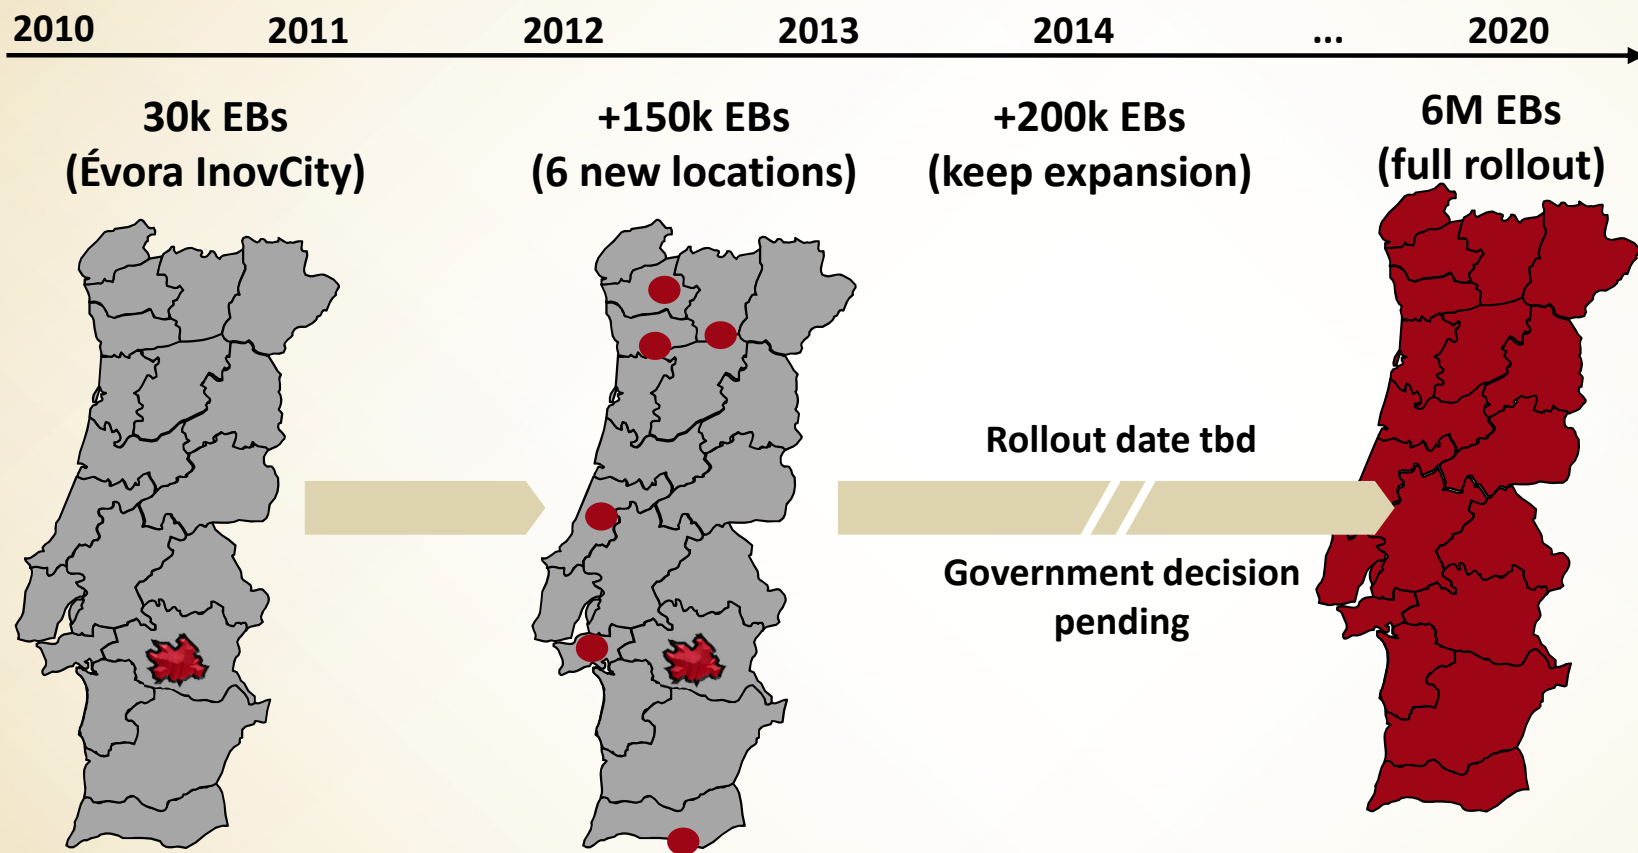 2010 2011 2012 2013 2014 ... 2020
30k EBs
(Évora InovCity)
+150k EBs
(6 new locations)
+200k EBs
(keep expansion)
6M EBs
(full rollout)
Rollout date tbd
Government decision
pending